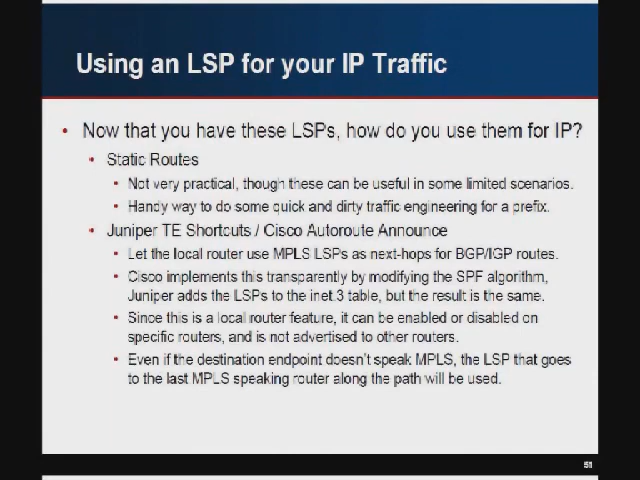 Using an LSP for your IP Traffic
• Now that you have these LSPs, how do you use them for IP?
• Static Routes
• Not very practical, though these can be useful in some limited scenarios.
• Handy way to do some quick and dirty traffic engineering for a prefix.
• Juniper TE Shortcuts / Cisco Autoroute Announce
• Let the local router use MPLS LSPs as next-hops for BGP/IGP routes.
• Cisco implements this transparently by modifying the SPF algorithm,
Juniper adds the LSPs to the inet.3 table, but the result is the same.
• Since this is a local router feature, it can be enabled or disabled on
specific routers, and is not advertised to other routers.
• Even if the destination endpoint doesn't speak MPLS, the LSP that goes
to the last MPLS speaking router along the path will be used.